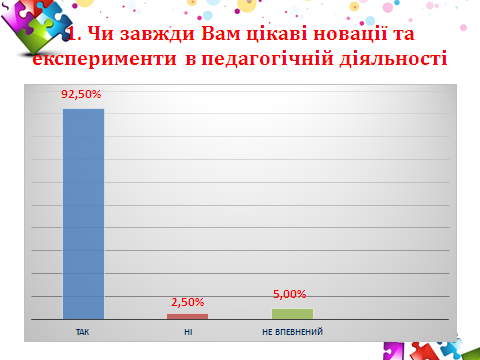 1. Чи завжди Вам цікаві новації та
експерименти в педагогічній діяльності
92,50%
2,50%
5,00%
ТАК
НІ
НЕ ВПЕВНЕНИЙ